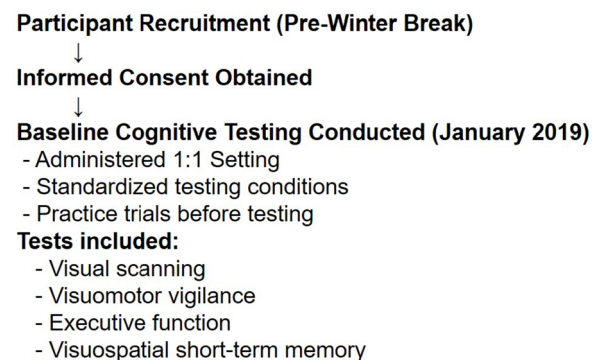 Participant Recruitment (Pre-Winter Break)
↓
Informed Consent Obtained
↓
Baseline Cognitive Testing Conducted (January 2019)
- Administered 1:1 Setting
- Standardized testing conditions
- Practice trials before testing
Tests included:
- Visual scanning
- Visuomotor vigilance
- Executive function
- Visuospatial short-term memory